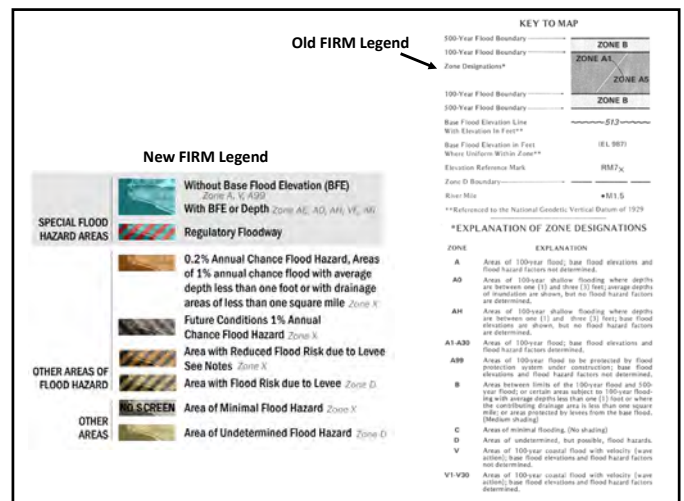 New FIRM Legend
SPECIAL FLOOD
HAZARD AREAS
Without Base Flood Elevation (BFE)
Zone A, V, A99
With BFE or Depth Zone AE, AO, AH, VE, AR
Regulatory Floodway
0.2% Annual Chance Flood Hazard, Areas
of 1% annual chance flood with average
depth less than one foot or with drainage
areas of less than one square mile Zone X
Future Conditions 1% Annual
Chance Flood Hazard Zone X
OTHER AREAS OF
FLOOD HAZARD
Area with Reduced Flood Risk due to Levee
See Notes Zone X
Area with Flood Risk due to Levee Zone D
NO SCREEN Area of Minimal Flood Hazard Zone X
OTHER
AREAS
Area of Undetermined Flood Hazard Zone D
Old FIRM Legend
KEY TO MAP
500-Year Flood Boundary
ZONE B
100-Year Flood Boundary
Zone Designations*
ZONE A1
ZONE A5
100-Year Flood Boundary
ZONE B
500-Year Flood Boundary
Base Flood Elevation Line
With Elevation In Feet**
513
Base Flood Elevation in Feet
Where Uniform Within Zone**
(EL 987)
Elevation Reference Mark
RM7X
Zone D Boundary
River Mile
•M1.5
**Referenced to the National Geodetic Vertical Datum of 1929
*EXPLANATION OF ZONE DESIGNATIONS
ZONE EXPLANATION
A Areas of 100-year flood; base flood elevations and
flood hazard factors not determined.
A0 Areas of 100-year shallow flooding where depths
are between one (1) and three (3) feet; average depths
of inundation are shown, but no flood hazard factors
are determined.
AH Areas of 100-year shallow flooding where depths
are between one (1) and three (3) feet; base flood
elevations are shown, but no flood hazard factors
are determined.
A1-A30 Areas of 100-year flood; base flood elevations and
flood hazard factors determined.
A99 Areas of 100-year flood to be protected by flood
protection system under construction; base flood
elevations and flood hazard factors not determined.
B Areas between limits of the 100-year flood and 500-
year flood; or certain areas subject to 100-year flood-
ing with average depths less than one (1) foot or where
the contributing drainage area is less than one square
mile; or areas protected by levees from the base flood.
(Medium shading)
C Areas of minimal flooding. (No shading)
D Areas of undetermined, but possible, flood hazards.
V Areas of 100-year coastal flood with velocity (wave
action); base flood elevations and flood hazard factors
not determined.
V1-V30 Areas of 100-year coastal flood with velocity (wave
action); base flood elevations and flood hazard factors
determined.